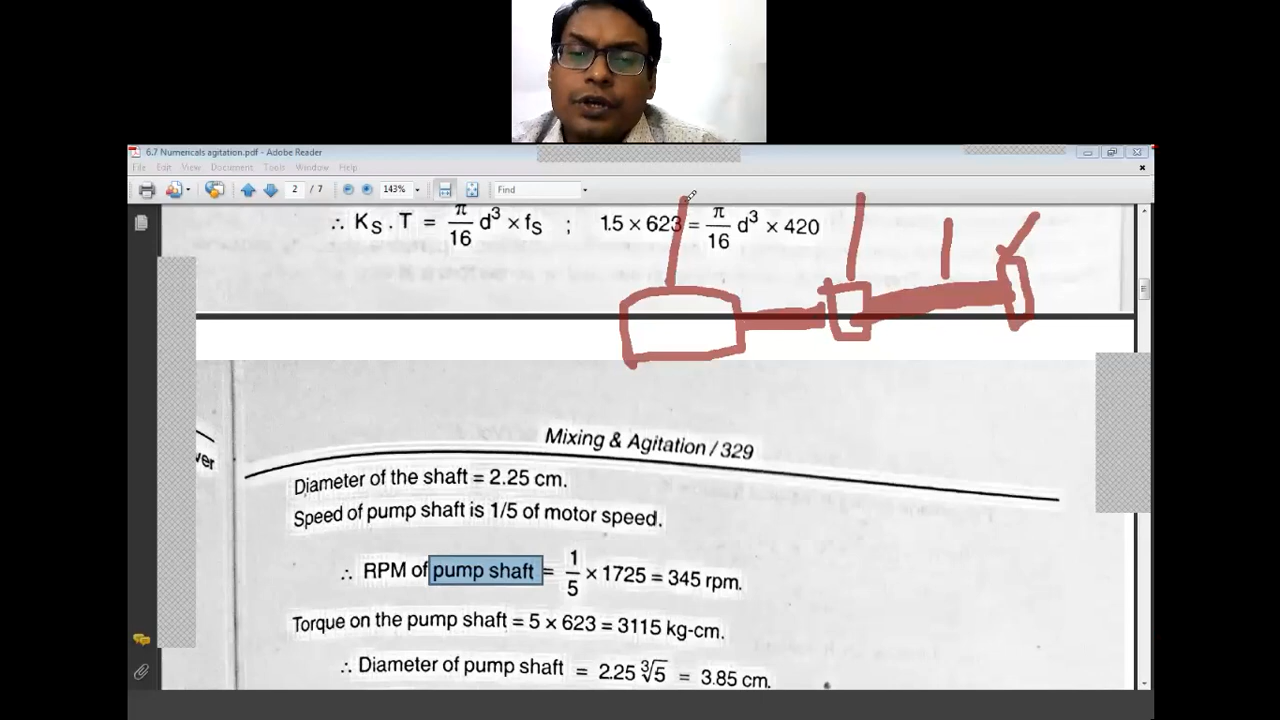 6.7 Numericals agitation.pdf - Adobe Reader
File Edit View Document Tools Window Help
2 / 7 143% Find
∴ K_S . T = π/16 d³ × f_S ; 1.5 × 623 = π/16 d³ × 420
ver
Mixing & Agitation / 329
Diameter of the shaft = 2.25 cm.
Speed of pump shaft is 1/5 of motor speed.
∴ RPM of pump shaft = 1/5 × 1725 = 345 rpm.
Torque on the pump shaft = 5 × 623 = 3115 kg-cm.
∴ Diameter of pump shaft = 2.25 ∛5 = 3.85 cm.